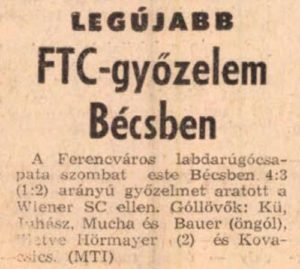 LEGÚJABB
FTC-győzelem
Bécsben
A Ferencváros labdarúgócsa-
pata szombat este Bécsben 4:3
(1:2) arányú győzelmet aratott a
Wiener SC ellen. Góllövők: Kü,
Juhász, Mucha és Bauer (öngól),
illetve Hörmayer (2) és Kova-
csics. (MTI)